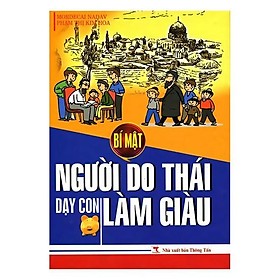 MORDECAI NADAV
PHẠM THỊ KIM HOA
BÍ MẬT
NGƯỜI DO THÁI
DẠY CON LÀM GIÀU
Nhà xuất bản Thông Tấn